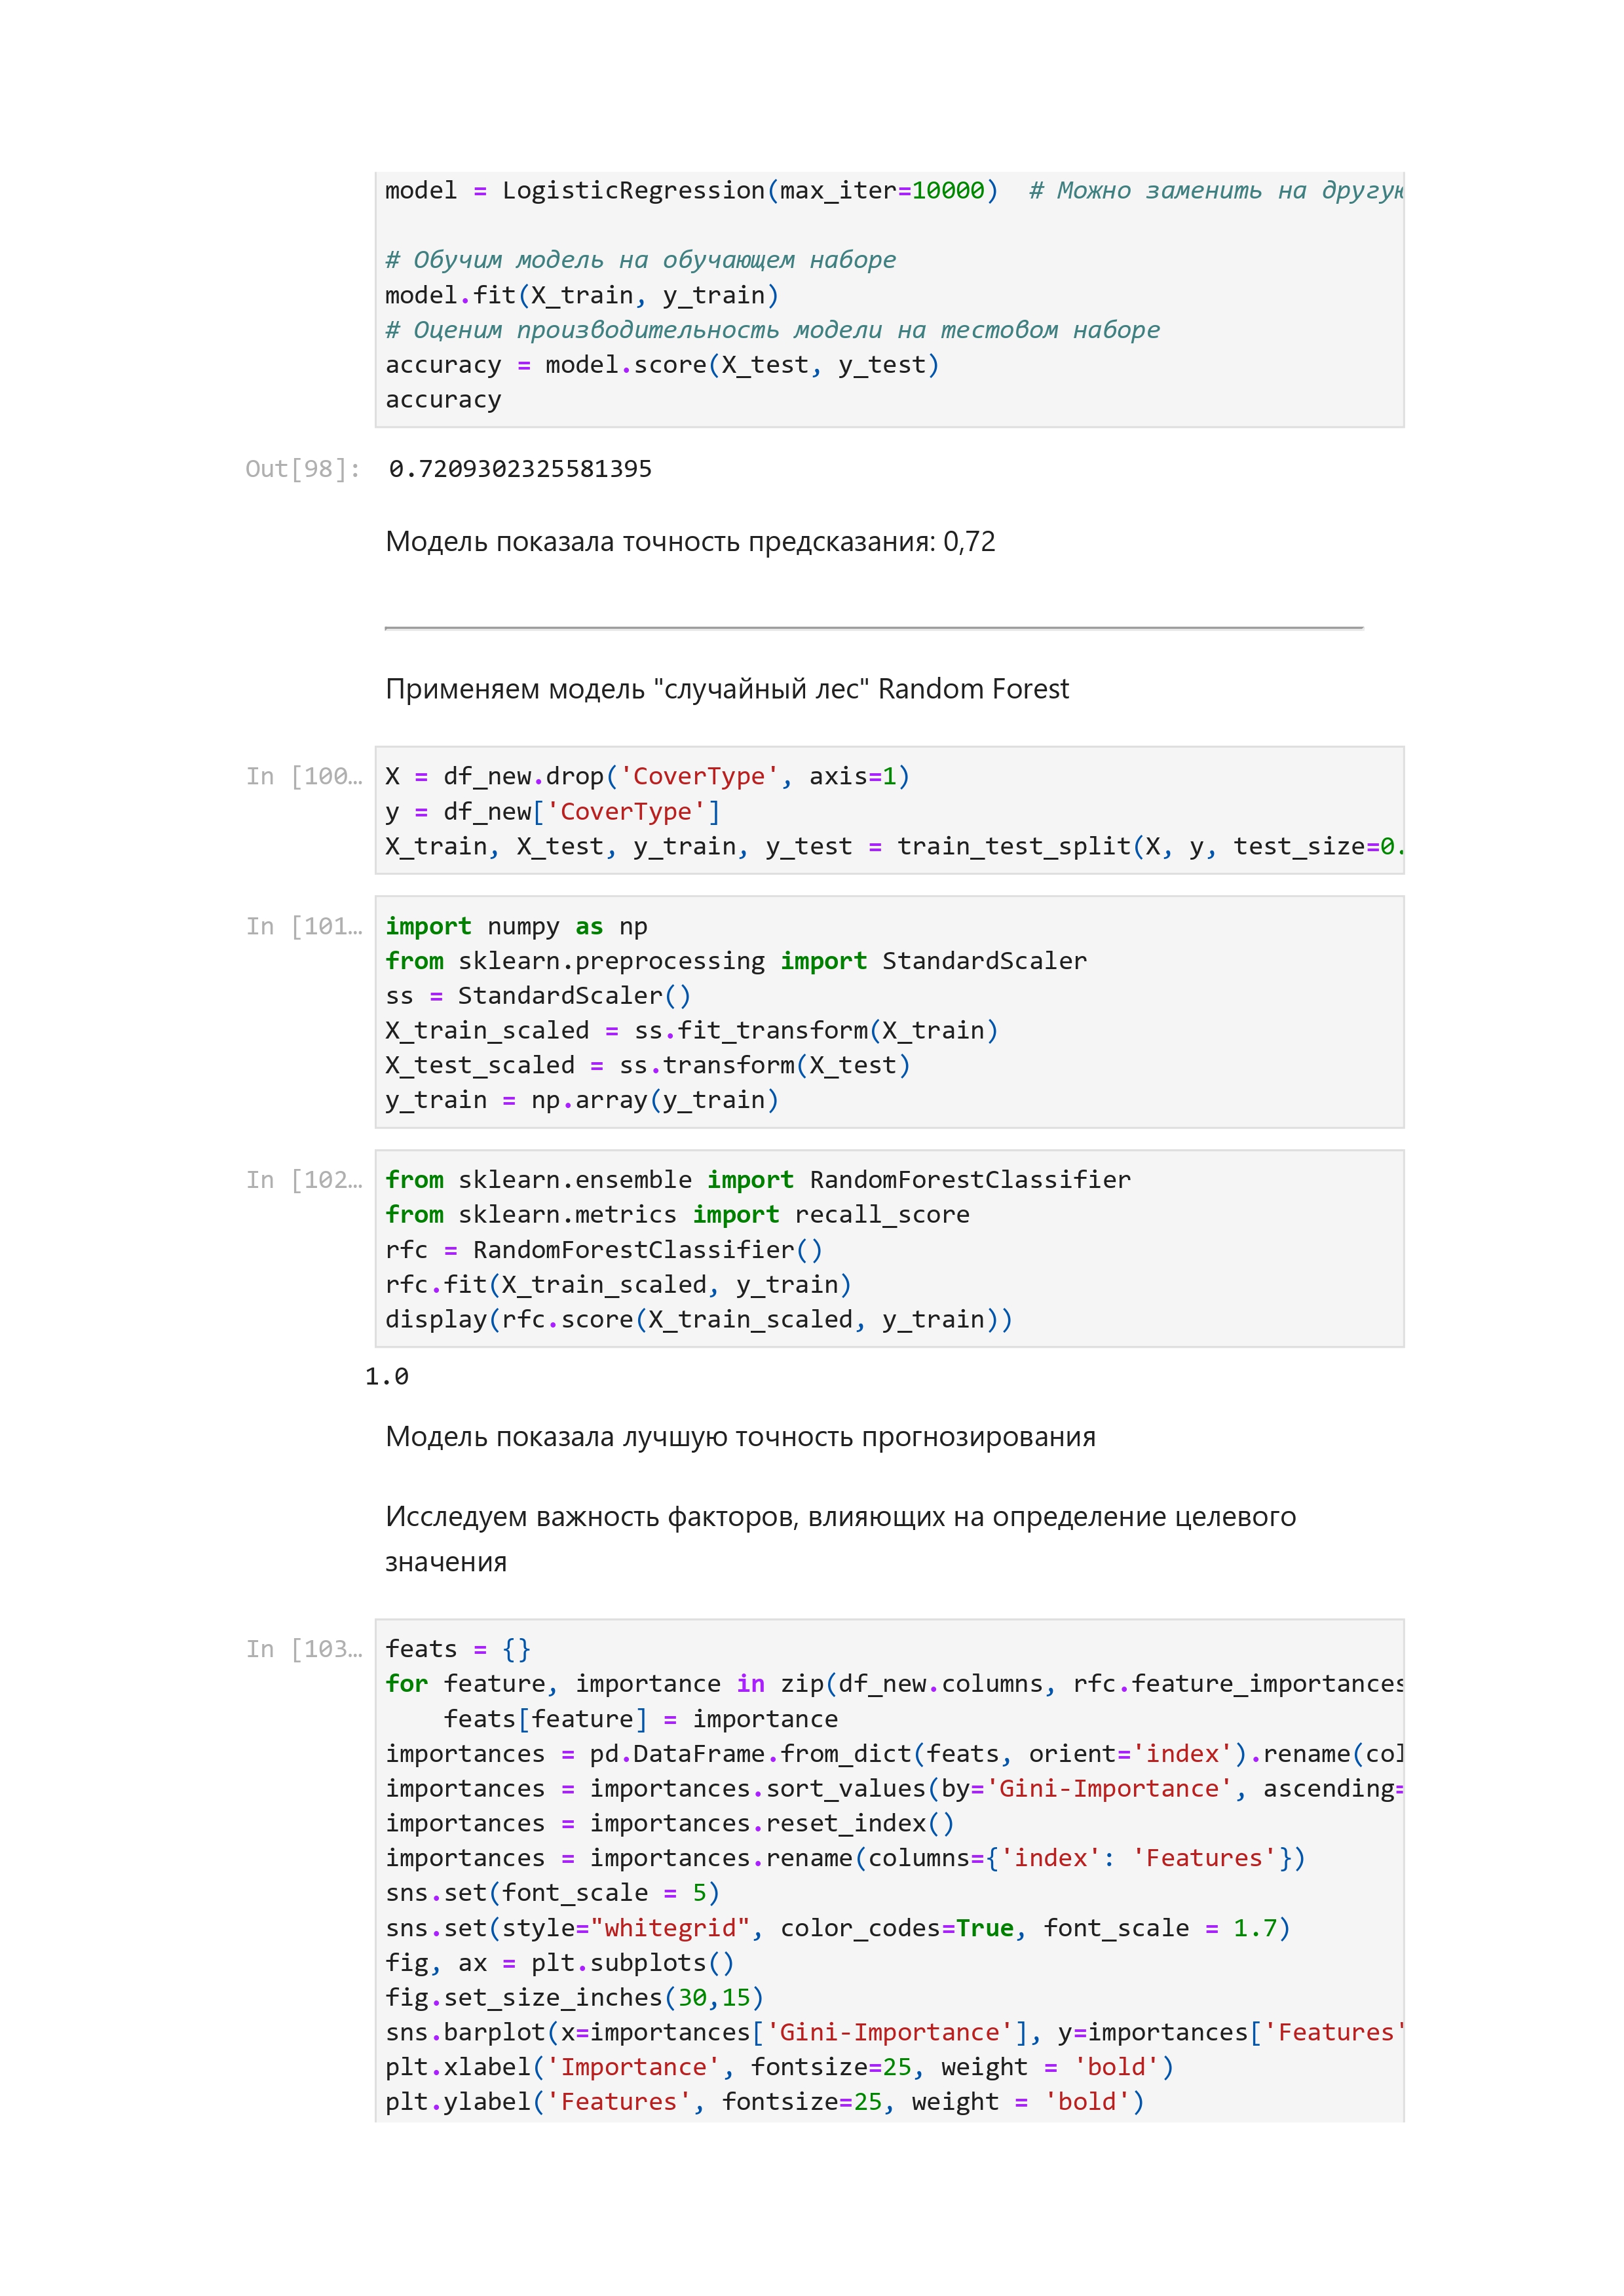 model = LogisticRegression(max_iter=10000)  # Можно заменить на другую
# Обучим модель на обучающем наборе
model.fit(X_train, y_train)
# Оценим производительность модели на тестовом наборе
accuracy = model.score(X_test, y_test)
accuracy
Out[98]: 0.7209302325581395
Модель показала точность предсказания: 0,72
Применяем модель "случайный лес" Random Forest
In [100… X = df_new.drop('CoverType', axis=1)
y = df_new['CoverType']
X_train, X_test, y_train, y_test = train_test_split(X, y, test_size=0.
In [101… import numpy as np
from sklearn.preprocessing import StandardScaler
ss = StandardScaler()
X_train_scaled = ss.fit_transform(X_train)
X_test_scaled = ss.transform(X_test)
y_train = np.array(y_train)
In [102… from sklearn.ensemble import RandomForestClassifier
from sklearn.metrics import recall_score
rfc = RandomForestClassifier()
rfc.fit(X_train_scaled, y_train)
display(rfc.score(X_train_scaled, y_train))
1.0
Модель показала лучшую точность прогнозирования
Исследуем важность факторов, влияющих на определение целевого
значения
In [103… feats = {}
for feature, importance in zip(df_new.columns, rfc.feature_importances
    feats[feature] = importance
importances = pd.DataFrame.from_dict(feats, orient='index').rename(col
importances = importances.sort_values(by='Gini-Importance', ascending=
importances = importances.reset_index()
importances = importances.rename(columns={'index': 'Features'})
sns.set(font_scale = 5)
sns.set(style="whitegrid", color_codes=True, font_scale = 1.7)
fig, ax = plt.subplots()
fig.set_size_inches(30,15)
sns.barplot(x=importances['Gini-Importance'], y=importances['Features'
plt.xlabel('Importance', fontsize=25, weight = 'bold')
plt.ylabel('Features', fontsize=25, weight = 'bold')